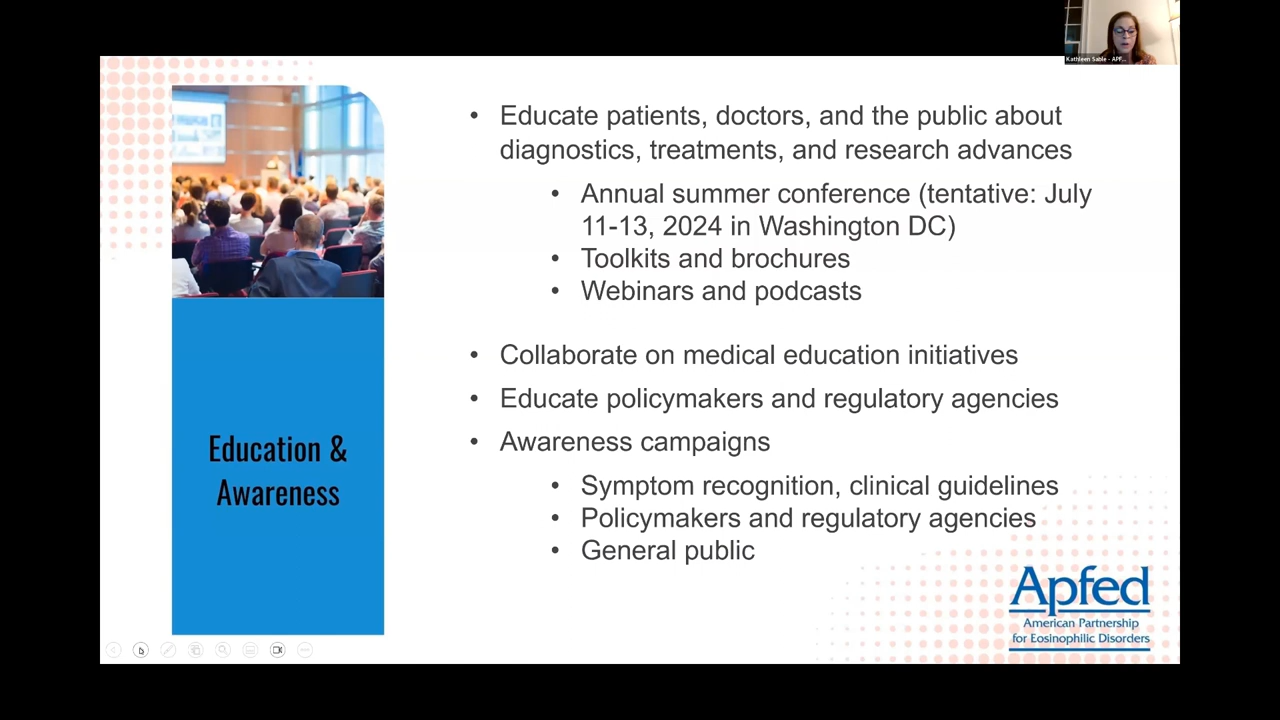 Kathleen Sable - APF...
• Educate patients, doctors, and the public about
diagnostics, treatments, and research advances
• Annual summer conference (tentative: July
11-13, 2024 in Washington DC)
• Toolkits and brochures
• Webinars and podcasts
• Collaborate on medical education initiatives
• Educate policymakers and regulatory agencies
• Awareness campaigns
• Symptom recognition, clinical guidelines
• Policymakers and regulatory agencies
• General public
Education &
Awareness
Apfed
American Partnership
for Eosinophilic Disorders